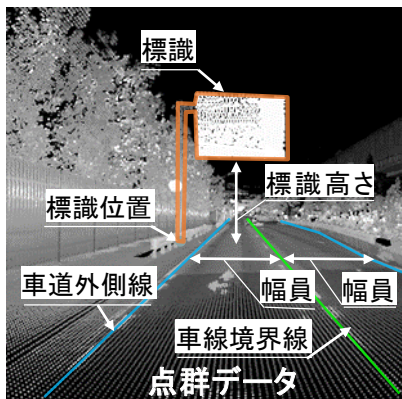 標識
標識高さ
標識位置
車道外側線
幅員
幅員
車線境界線
点群データ